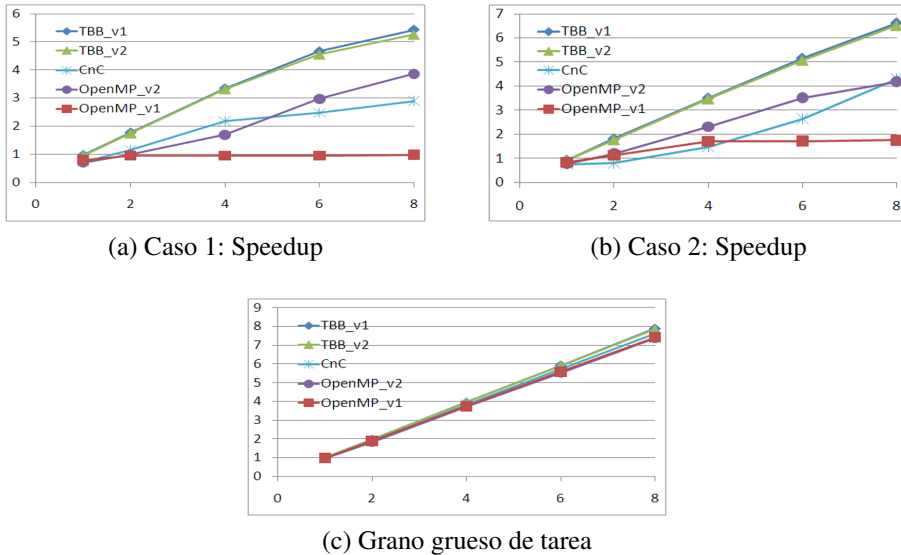 6
5
4
3
2
1
0
TBB_v1
TBB_v2
CnC
OpenMP_v2
OpenMP_v1
0 2 4 6 8
(a) Caso 1: Speedup
7
6
5
4
3
2
1
0
TBB_v1
TBB_v2
CnC
OpenMP_v2
OpenMP_v1
0 2 4 6 8
(b) Caso 2: Speedup
9
8
7
6
5
4
3
2
1
0
TBB_v1
TBB_v2
CnC
OpenMP_v2
OpenMP_v1
0 2 4 6 8
(c) Grano grueso de tarea